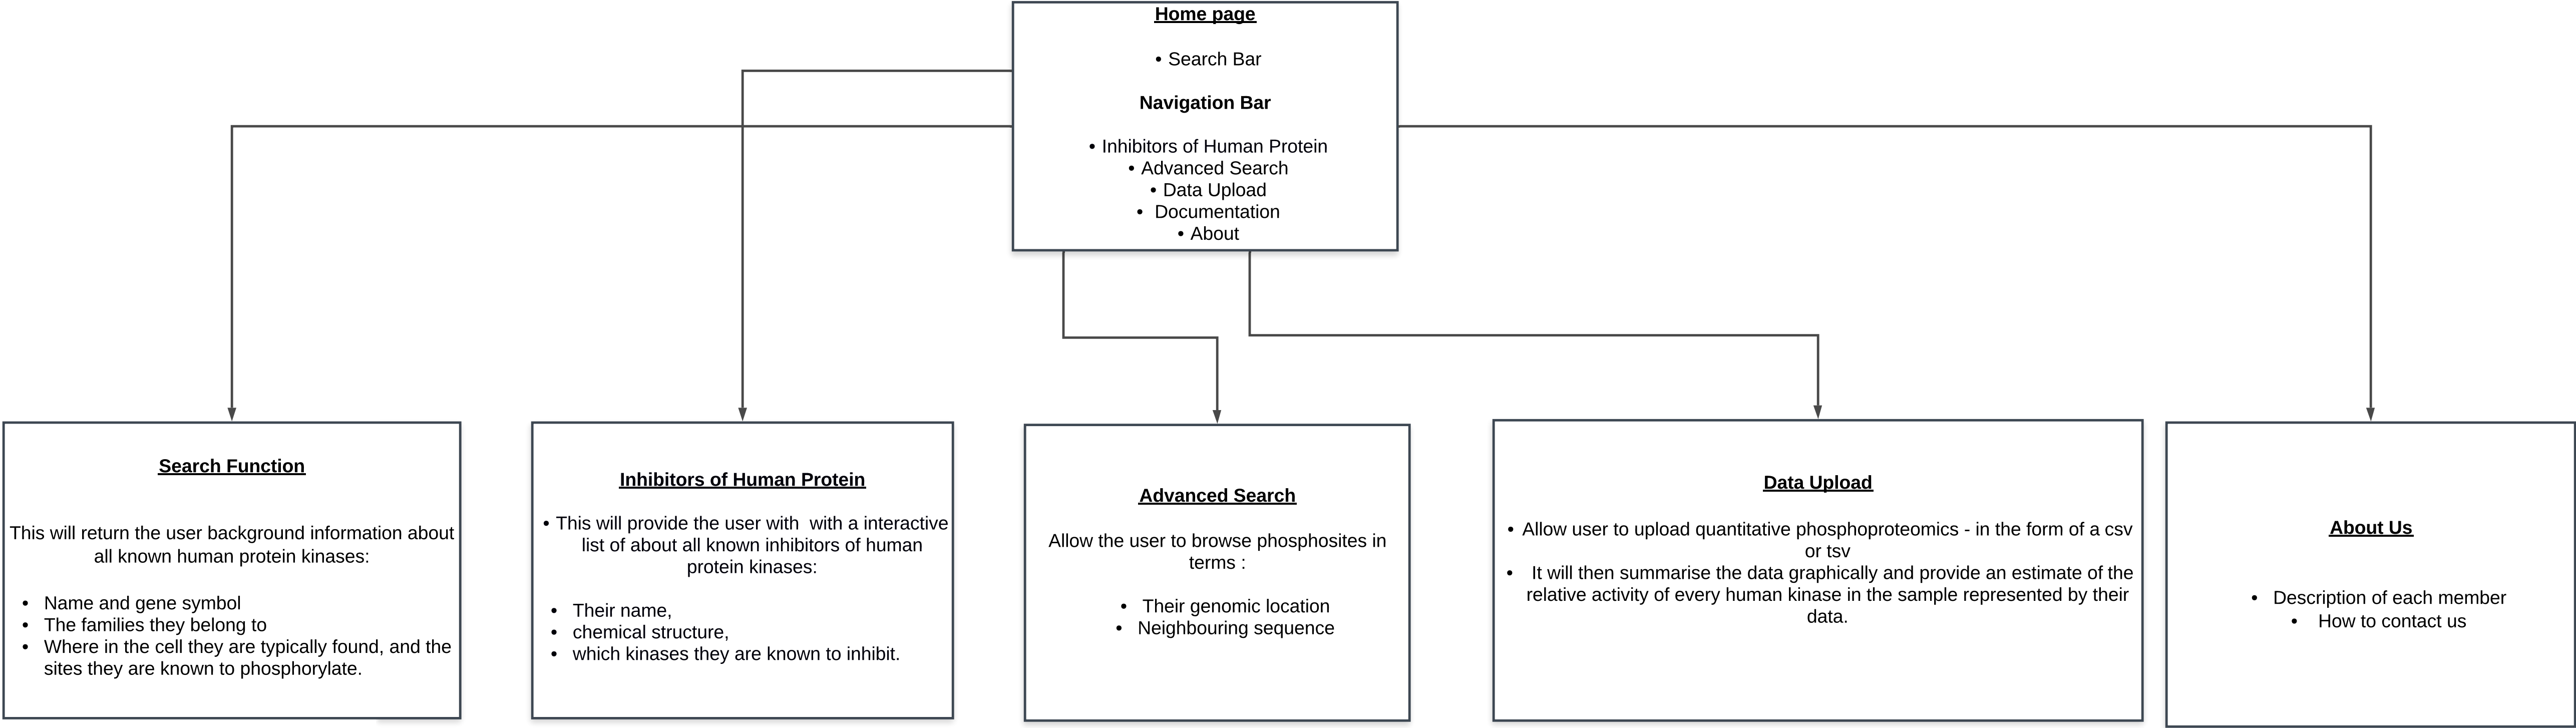 Home page
• Search Bar
Navigation Bar
• Inhibitors of Human Protein
• Advanced Search
• Data Upload
• Documentation
• About
Search Function
This will return the user background information about
all known human protein kinases:
• Name and gene symbol
• The families they belong to
• Where in the cell they are typically found, and the
sites they are known to phosphorylate.
Inhibitors of Human Protein
• This will provide the user with  with a interactive
list of about all known inhibitors of human
protein kinases:
• Their name,
• chemical structure,
• which kinases they are known to inhibit.
Advanced Search
Allow the user to browse phosphosites in
terms :
• Their genomic location
• Neighbouring sequence
Data Upload
• Allow user to upload quantitative phosphoproteomics - in the form of a csv
or tsv
• It will then summarise the data graphically and provide an estimate of the
relative activity of every human kinase in the sample represented by their
data.
About Us
• Description of each member
• How to contact us